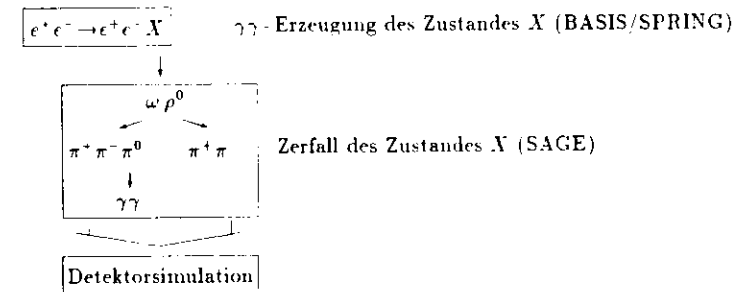 e⁺ e⁻ → e⁺ e⁻ X γγ - Erzeugung des Zustandes X (BASIS/SPRING)
ω ρ⁰
π⁺ π⁻ π⁰ π⁺ π Zerfall des Zustandes X (SAGE)
γγ
Detektorsimulation